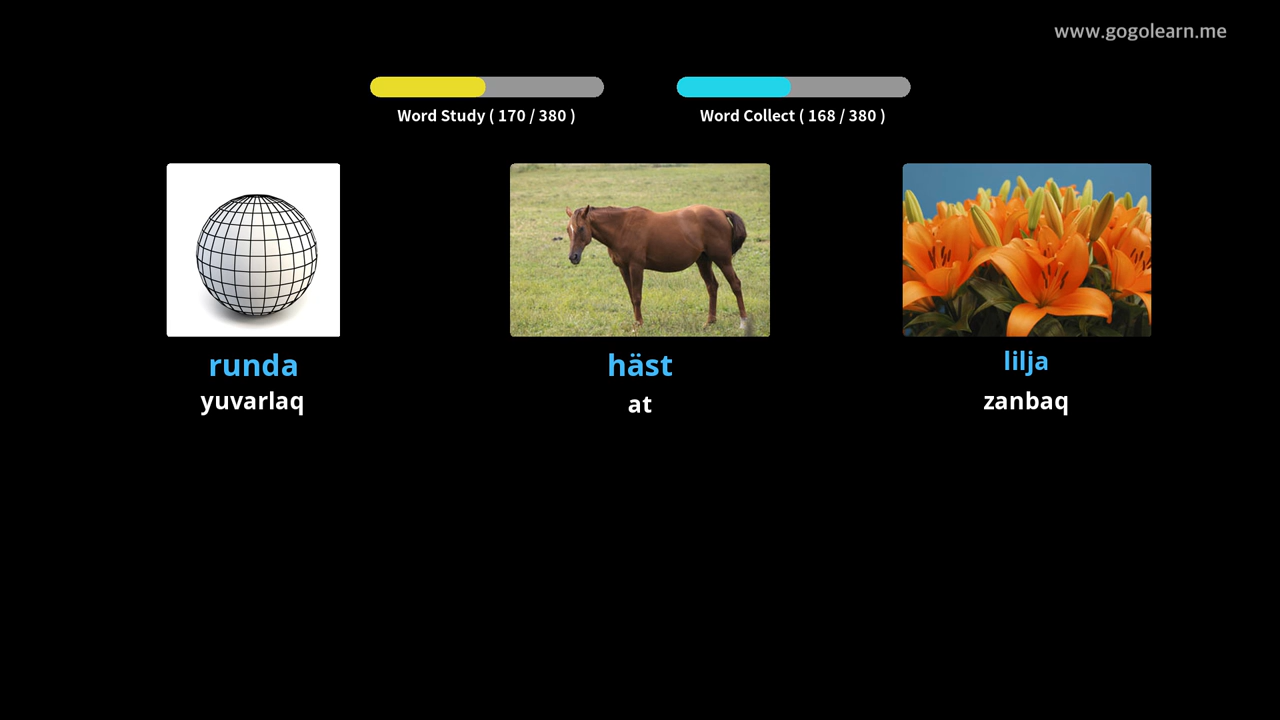 www.gogolearn.me
Word Study ( 170 / 380 )
Word Collect ( 168 / 380 )
runda
yuvarlaq
häst
at
lilja
zanbaq